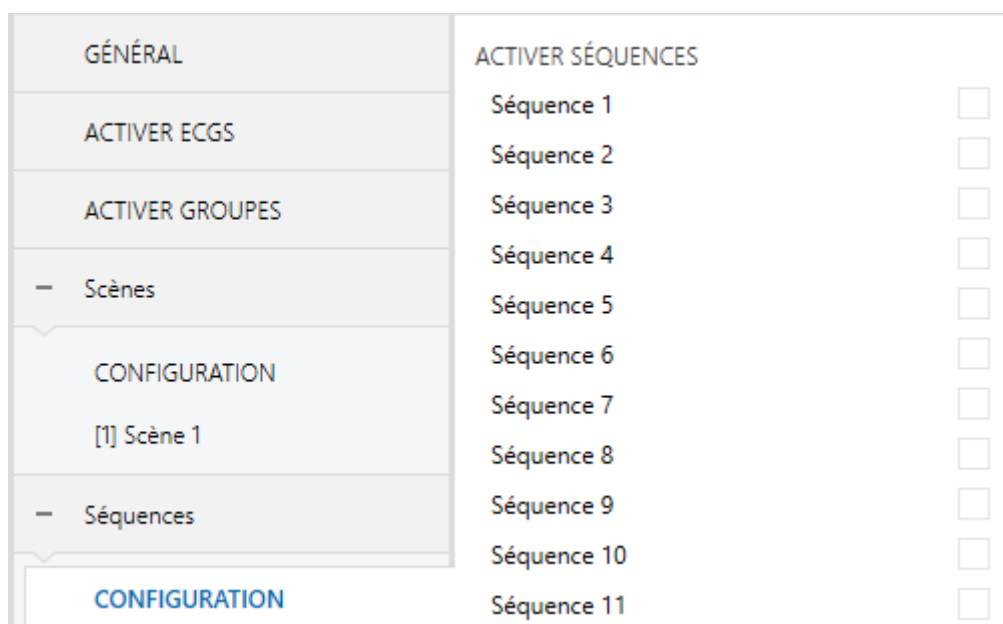 GÉNÉRAL
ACTIVER ECGS
ACTIVER GROUPES
Scènes
CONFIGURATION
[1] Scène 1
Séquences
CONFIGURATION
ACTIVER SÉQUENCES
Séquence 1
Séquence 2
Séquence 3
Séquence 4
Séquence 5
Séquence 6
Séquence 7
Séquence 8
Séquence 9
Séquence 10
Séquence 11